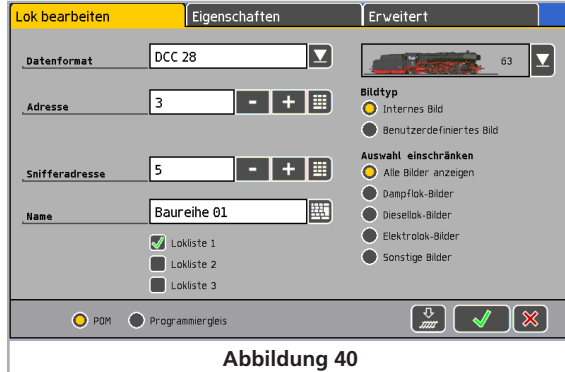 Lok bearbeiten
Eigenschaften
Erweitert
Datenformat
DCC 28
63
Adresse
3
- +
Bildtyp
Internes Bild
Benutzerdefiniertes Bild
Snifferadresse
5
- +
Auswahl einschränken
Alle Bilder anzeigen
Dampflok-Bilder
Diesellok-Bilder
Elektrolok-Bilder
Sonstige Bilder
Name
Baureihe 01
Lokliste 1
Lokliste 2
Lokliste 3
POM
Programmiergleis
Abbildung 40